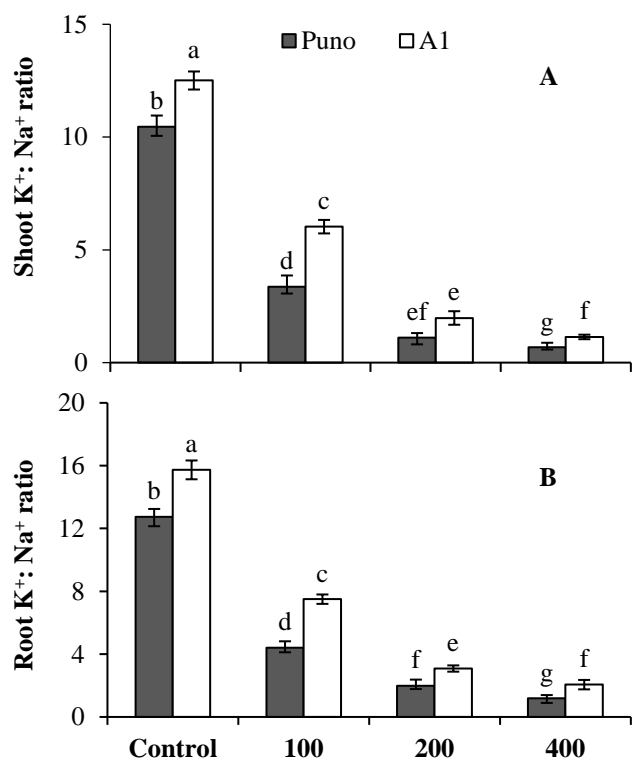 15
Puno A1
a
A
b
10
Shoot K⁺: Na⁺ ratio
c
5
d
ef e
g f
0
20
a
16
B
b
12
Root K⁺: Na⁺ ratio
c
8
d
4
f e
g f
0
Control 100 200 400